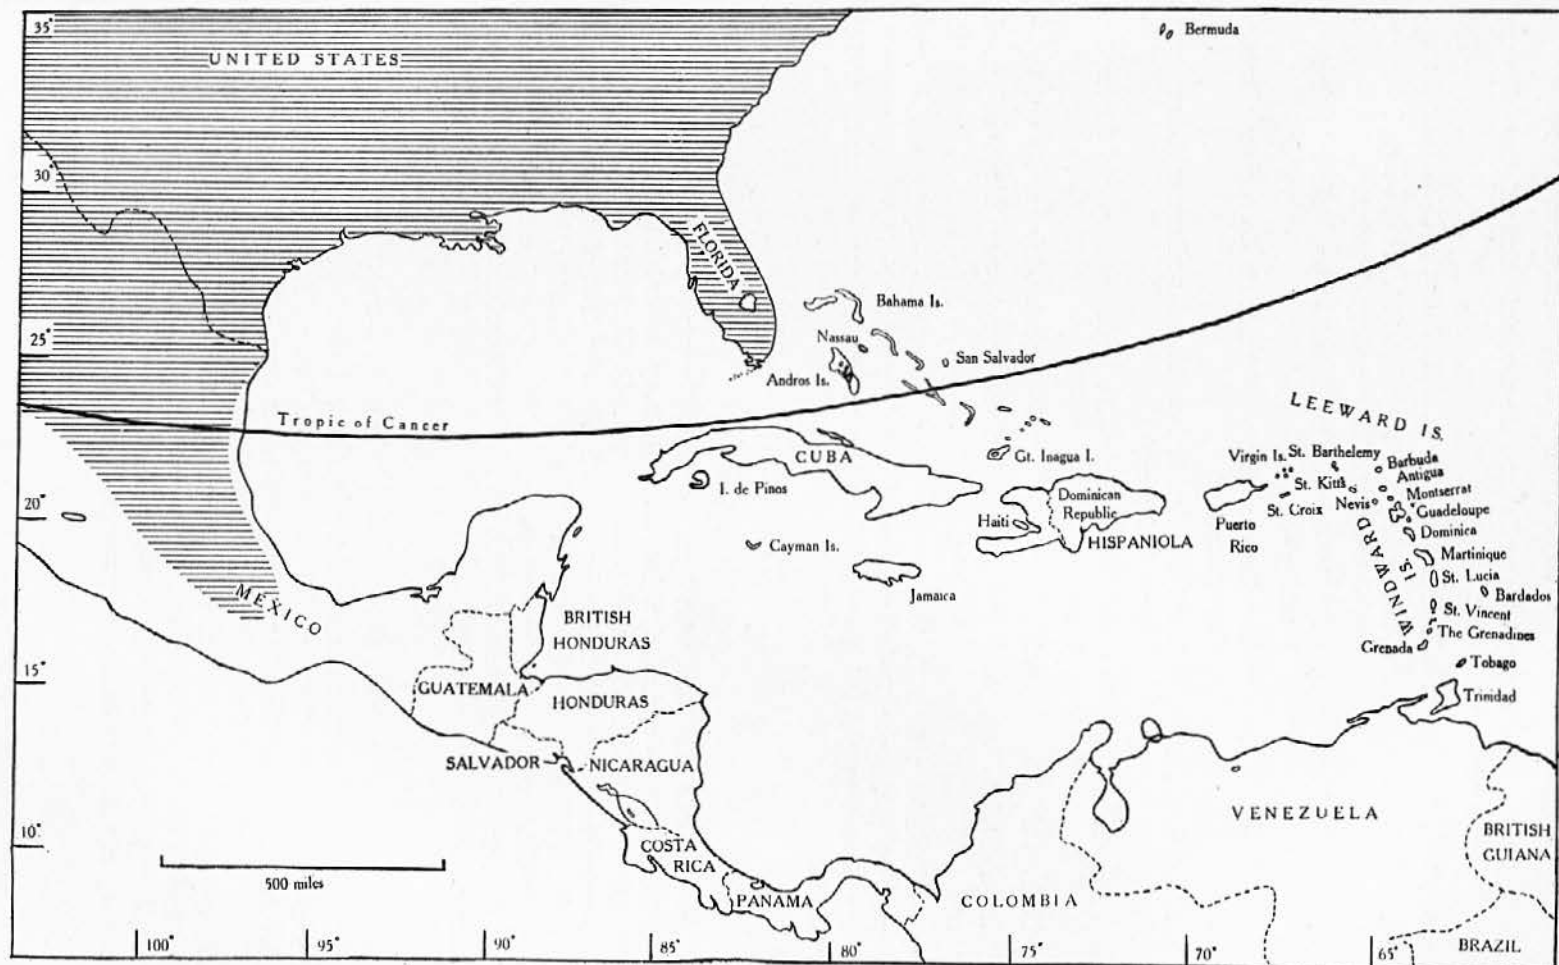 35°
UNITED STATES
Bermuda
30°
FLORIDA
Bahama Is.
25°
Nassau
San Salvador
Andros Is.
Tropic of Cancer
LEEWARD IS.
CUBA
Gt. Inagua I.
Virgin Is.
St. Barthelemy
Barbuda
Antigua
I. de Pinos
Dominican
Republic
St. Kitts
Montserrat
20°
Haiti
Puerto
Rico
St. Croix
Nevis
Guadeloupe
HISPANIOLA
Dominica
Cayman Is.
Martinique
WINDWARD IS.
St. Lucia
Jamaica
Bardados
MEXICO
St. Vincent
BRITISH
HONDURAS
The Grenadines
Grenada
15°
Tobago
GUATEMALA
HONDURAS
Trinidad
SALVADOR
NICARAGUA
VENEZUELA
10°
COSTA
RICA
BRITISH
GUIANA
500 miles
PANAMA
COLOMBIA
BRAZIL
100°
95°
90°
85°
80°
75°
70°
65°